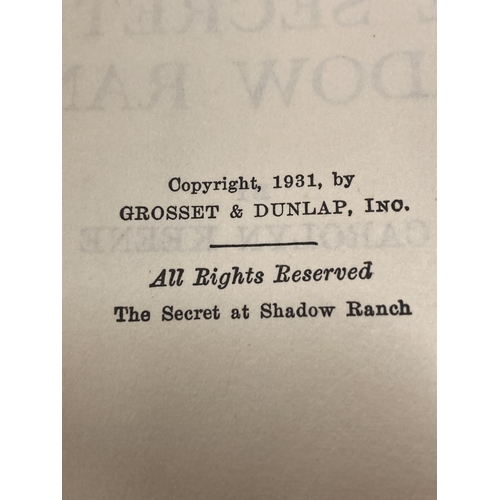 Copyright, 1931, by
GROSSET & DUNLAP, INC.
All Rights Reserved
The Secret at Shadow Ranch